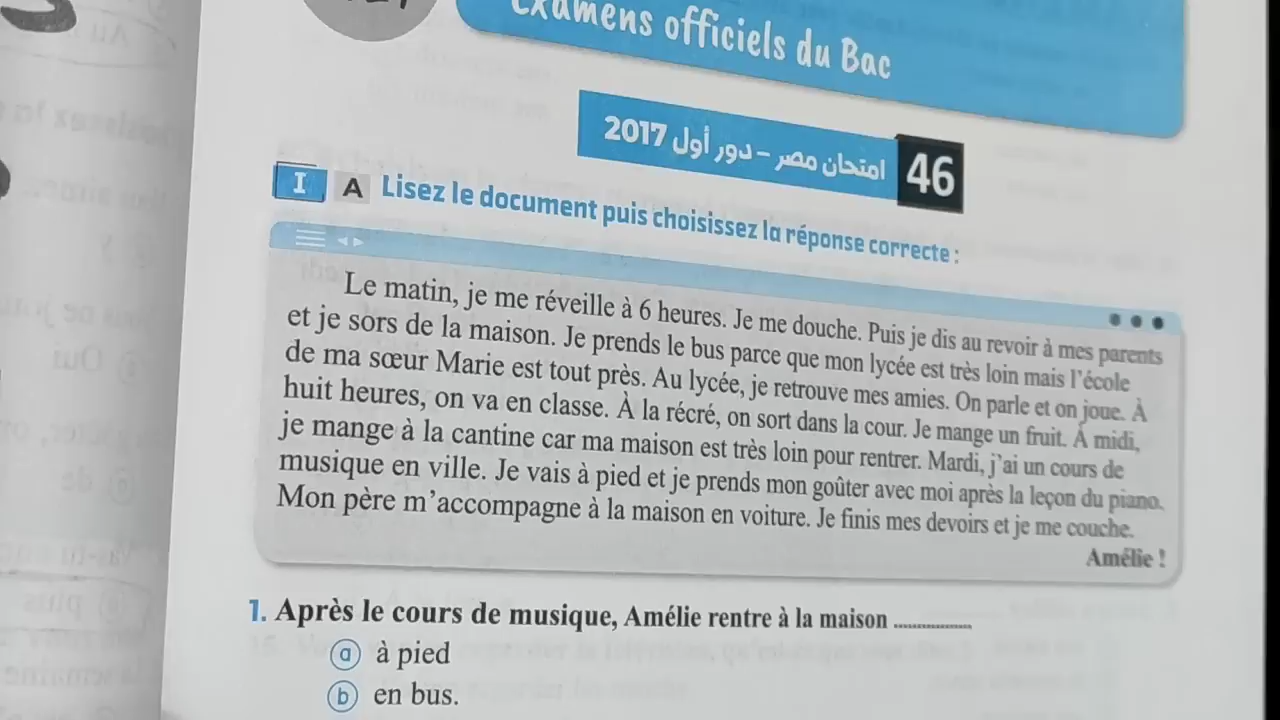 Examens officiels du Bac
امتحان مصر - دور أول 2017
46
I A Lisez le document puis choisissez la réponse correcte :
Le matin, je me réveille à 6 heures. Je me douche. Puis je dis au revoir à mes parents
et je sors de la maison. Je prends le bus parce que mon lycée est très loin mais l'école
de ma sœur Marie est tout près. Au lycée, je retrouve mes amies. On parle et on joue. À
huit heures, on va en classe. À la récré, on sort dans la cour. Je mange un fruit. À midi,
je mange à la cantine car ma maison est très loin pour rentrer. Mardi, j'ai un cours de
musique en ville. Je vais à pied et je prends mon goûter avec moi après la leçon du piano.
Mon père m'accompagne à la maison en voiture. Je finis mes devoirs et je me couche.
Amélie !
1. Après le cours de musique, Amélie rentre à la maison ............
a à pied
b en bus.